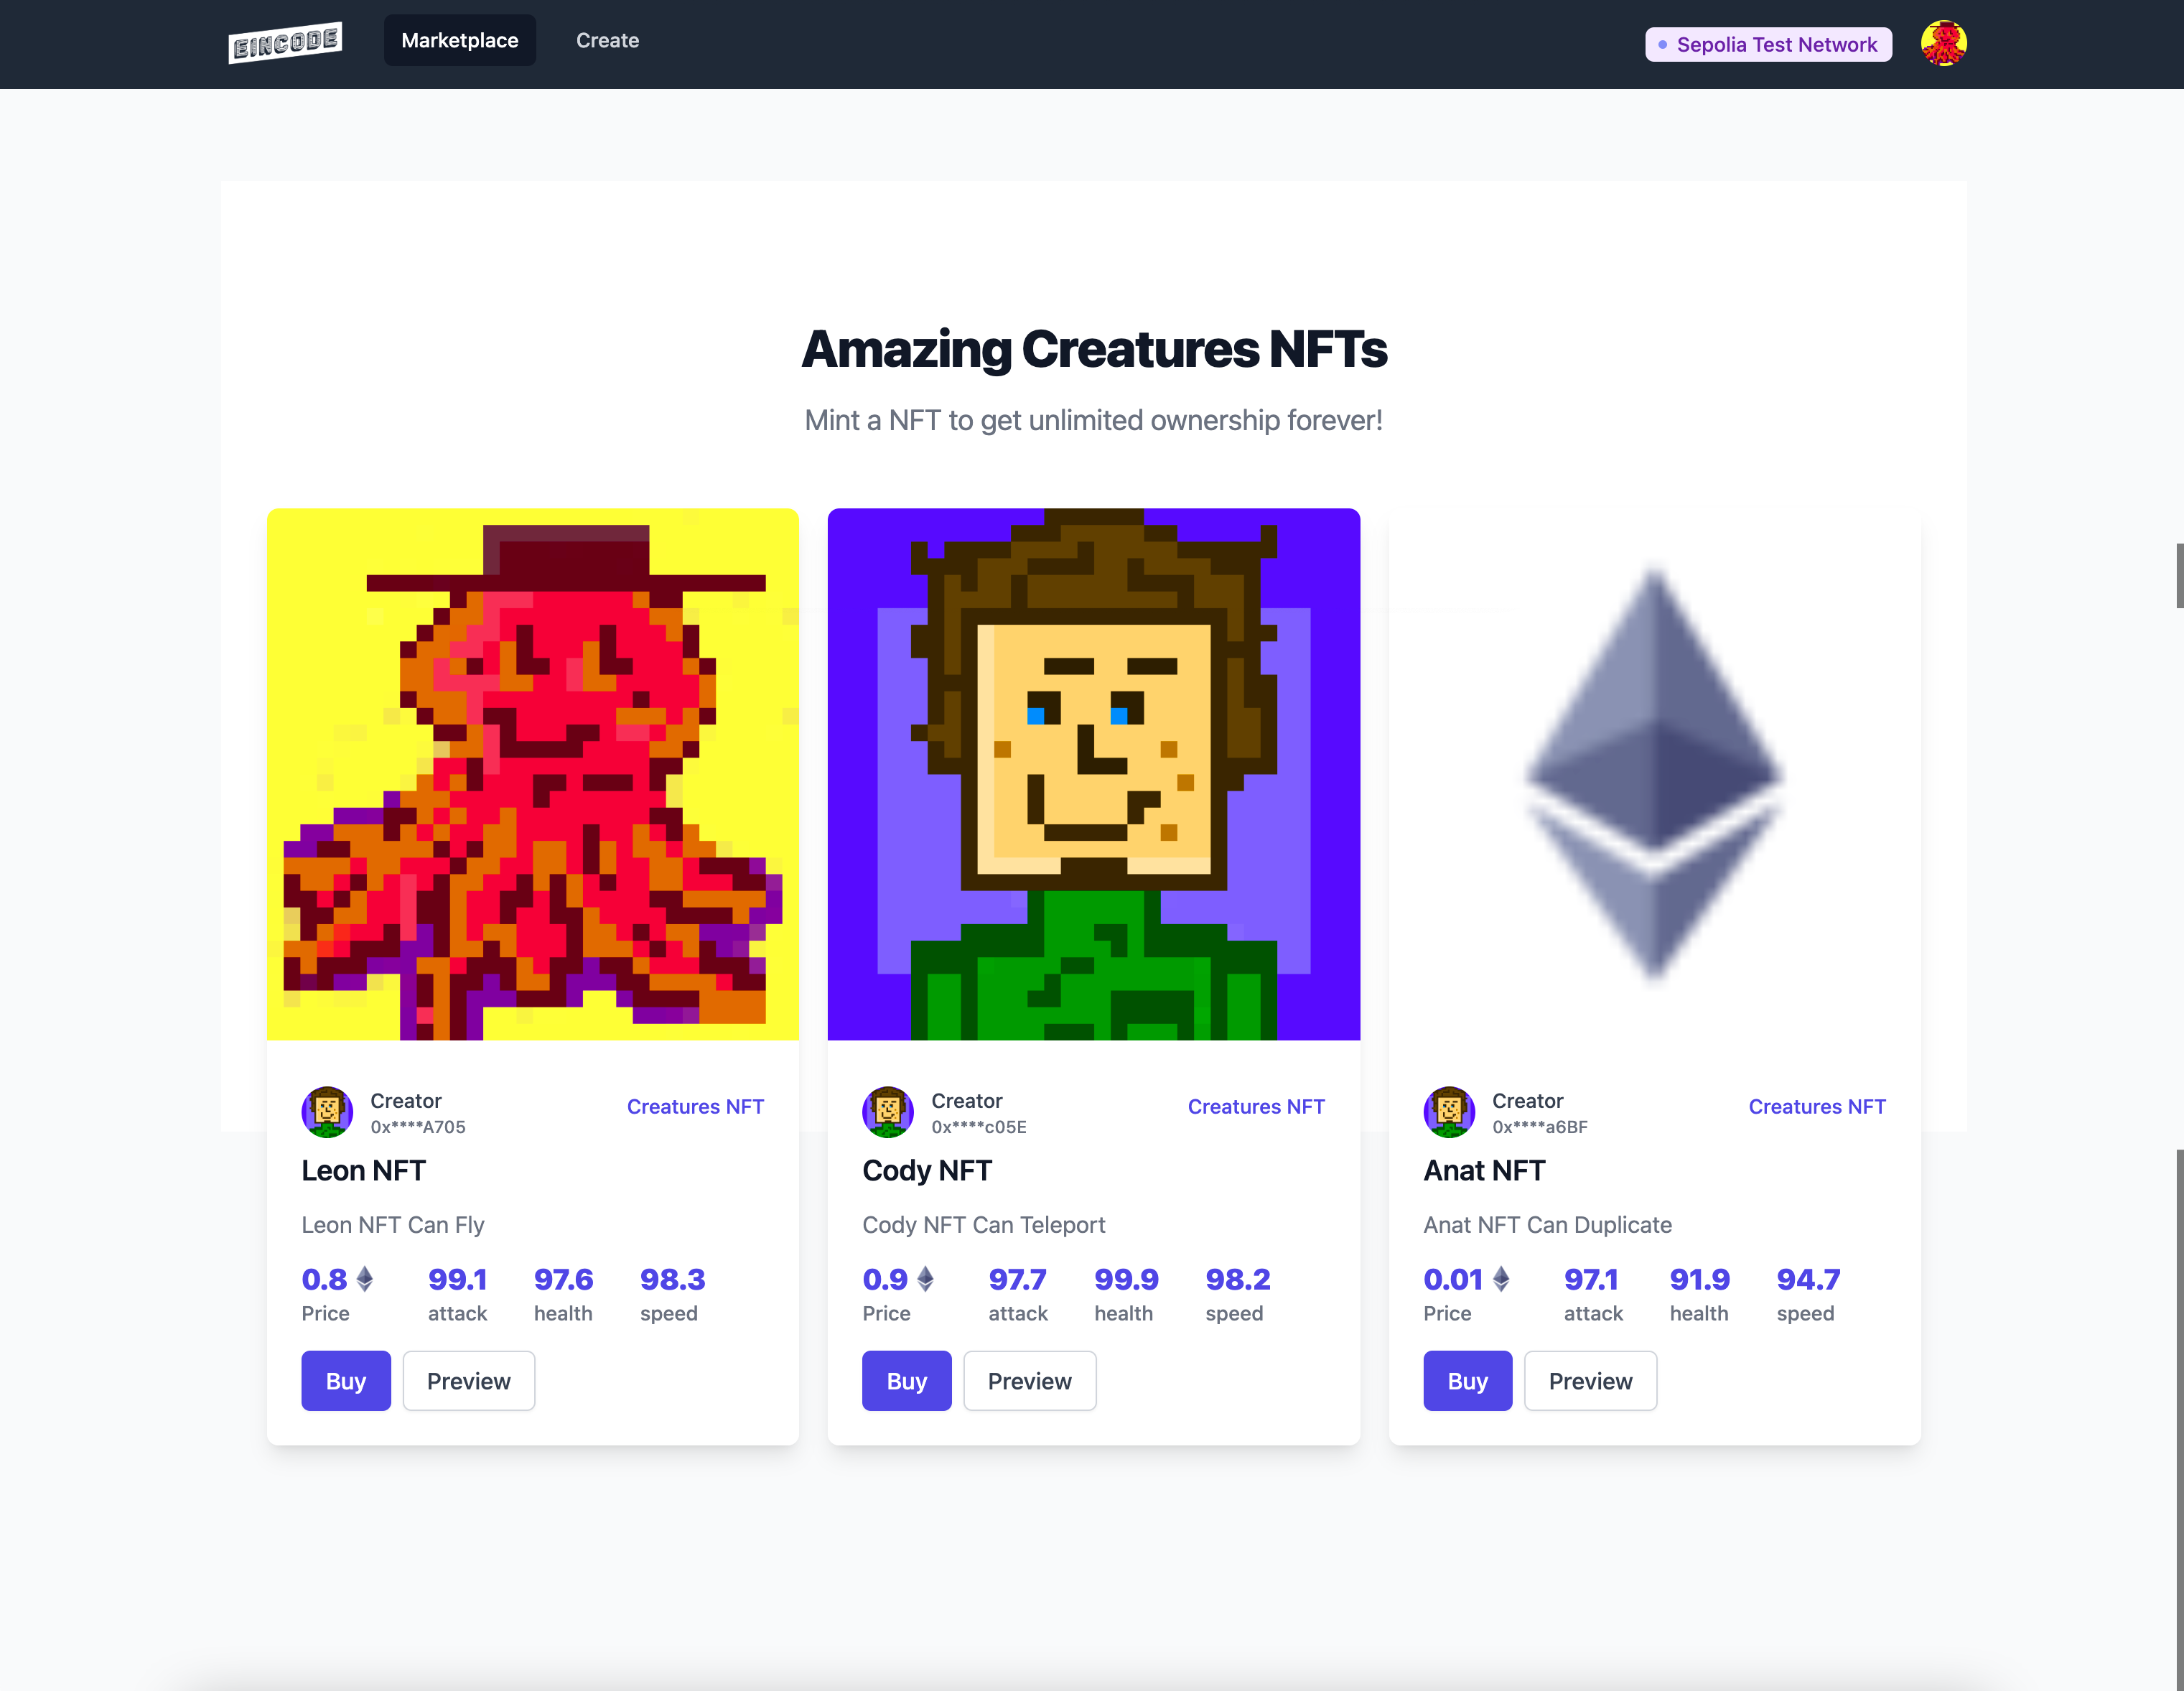 EINCODE
Marketplace
Create
Sepolia Test Network
Amazing Creatures NFTs
Mint a NFT to get unlimited ownership forever!
Creator
0x****A705
Creatures NFT
Leon NFT
Leon NFT Can Fly
0.8 99.1 97.6 98.3
Price attack health speed
Buy Preview
Creator
0x****c05E
Creatures NFT
Cody NFT
Cody NFT Can Teleport
0.9 97.7 99.9 98.2
Price attack health speed
Buy Preview
Creator
0x****a6BF
Creatures NFT
Anat NFT
Anat NFT Can Duplicate
0.01 97.1 91.9 94.7
Price attack health speed
Buy Preview